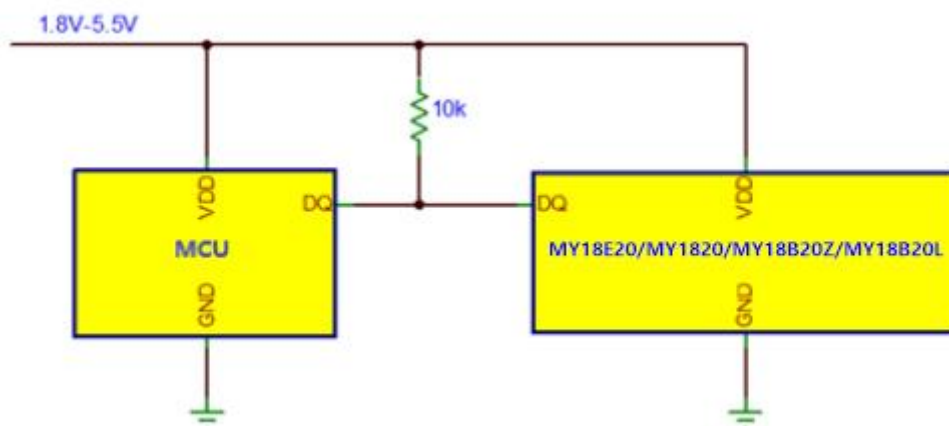 1.8V-5.5V
10k
VDD
DQ
MCU
GND
DQ
VDD
MY18E20/MY1820/MY18B20Z/MY18B20L
GND